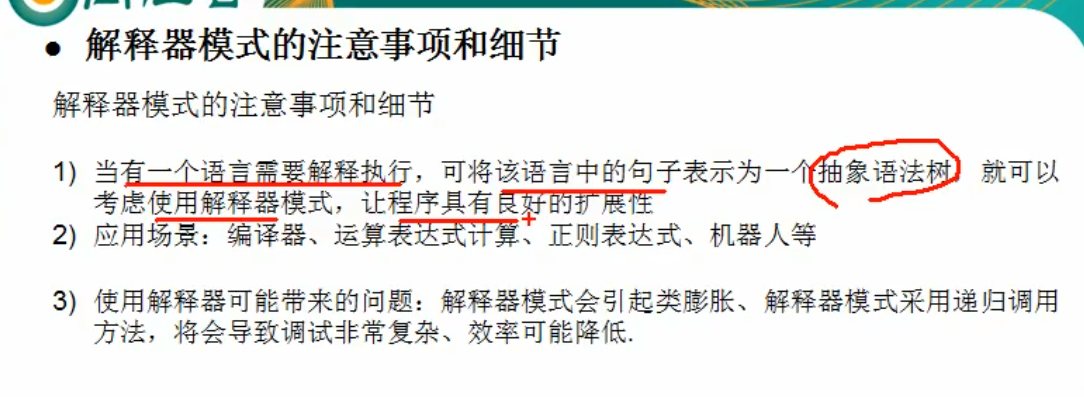 ● 解释器模式的注意事项和细节
解释器模式的注意事项和细节
1) 当有一个语言需要解释执行，可将该语言中的句子表示为一个抽象语法树，就可以
考虑使用解释器模式，让程序具有良好的扩展性
2) 应用场景：编译器、运算表达式计算、正则表达式、机器人等
3) 使用解释器可能带来的问题：解释器模式会引起类膨胀、解释器模式采用递归调用
方法，将会导致调试非常复杂、效率可能降低.